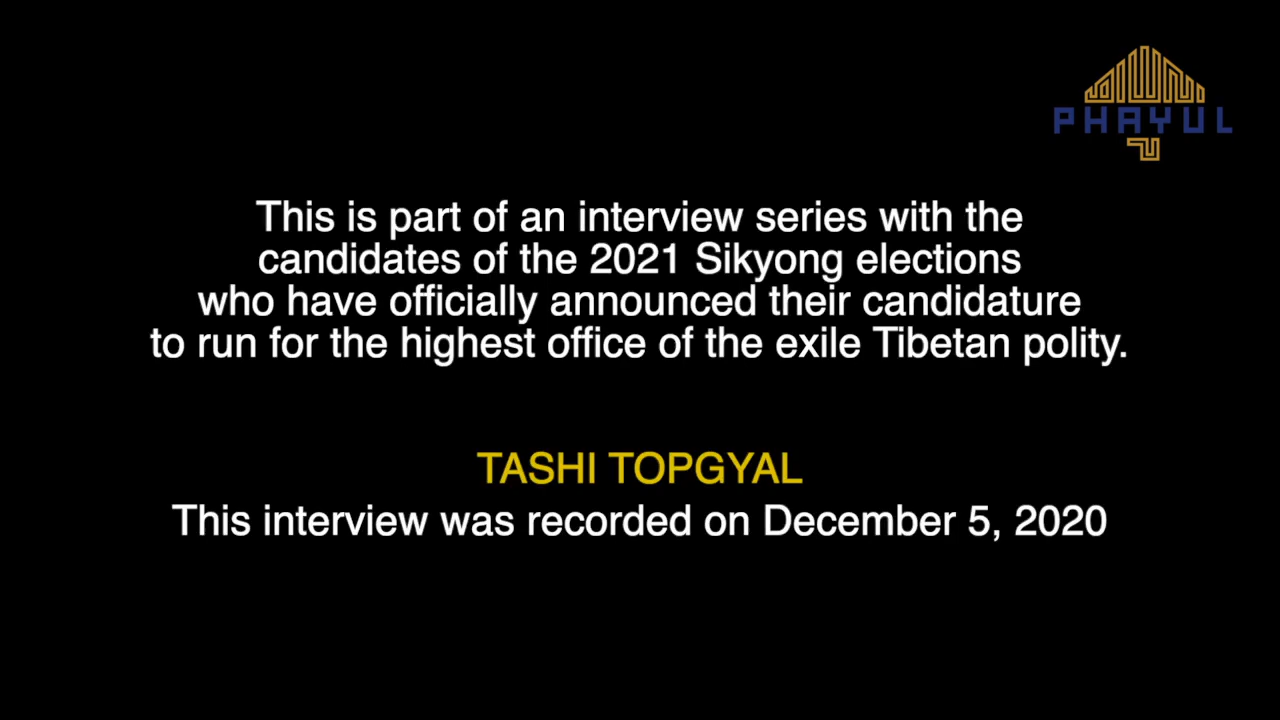 PHAYUL
This is part of an interview series with the
candidates of the 2021 Sikyong elections
who have officially announced their candidature
to run for the highest office of the exile Tibetan polity.
TASHI TOPGYAL
This interview was recorded on December 5, 2020